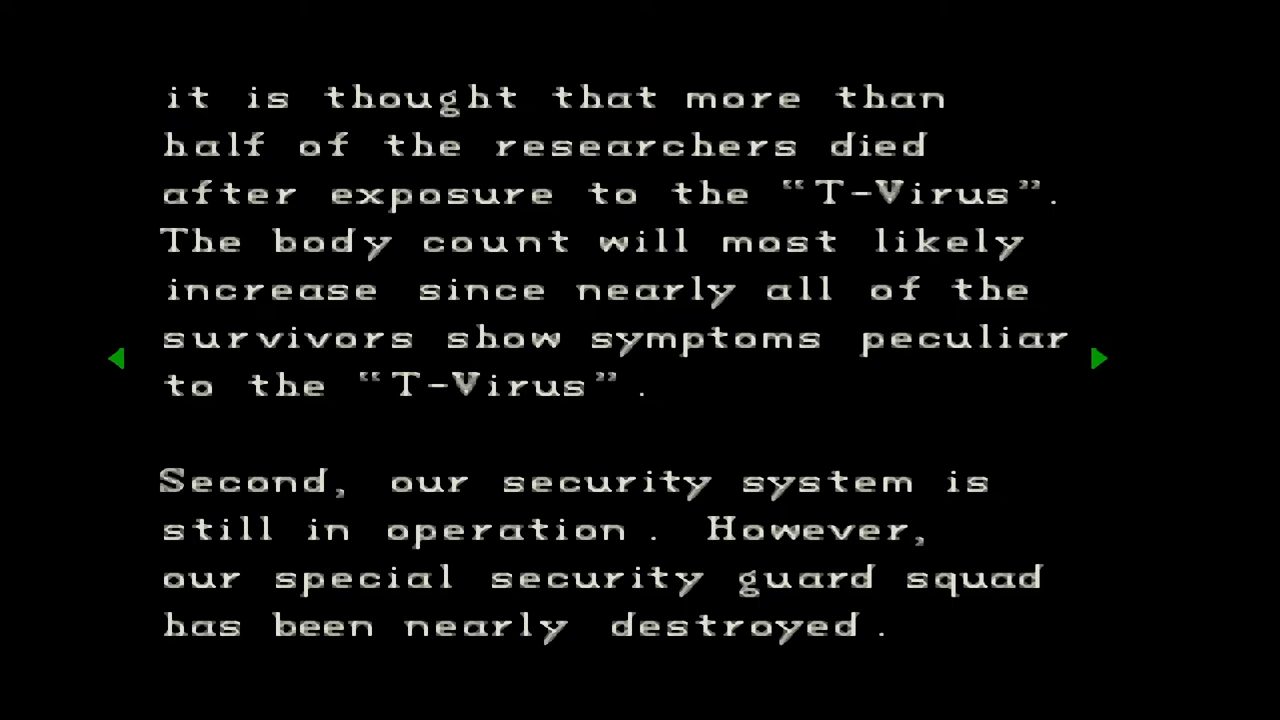 it is thought that more than
half of the researchers died
after exposure to the “T-Virus”.
The body count will most likely
increase since nearly all of the
survivors show symptoms peculiar
to the “T-Virus”.
Second, our security system is
still in operation. However,
our special security guard squad
has been nearly destroyed.